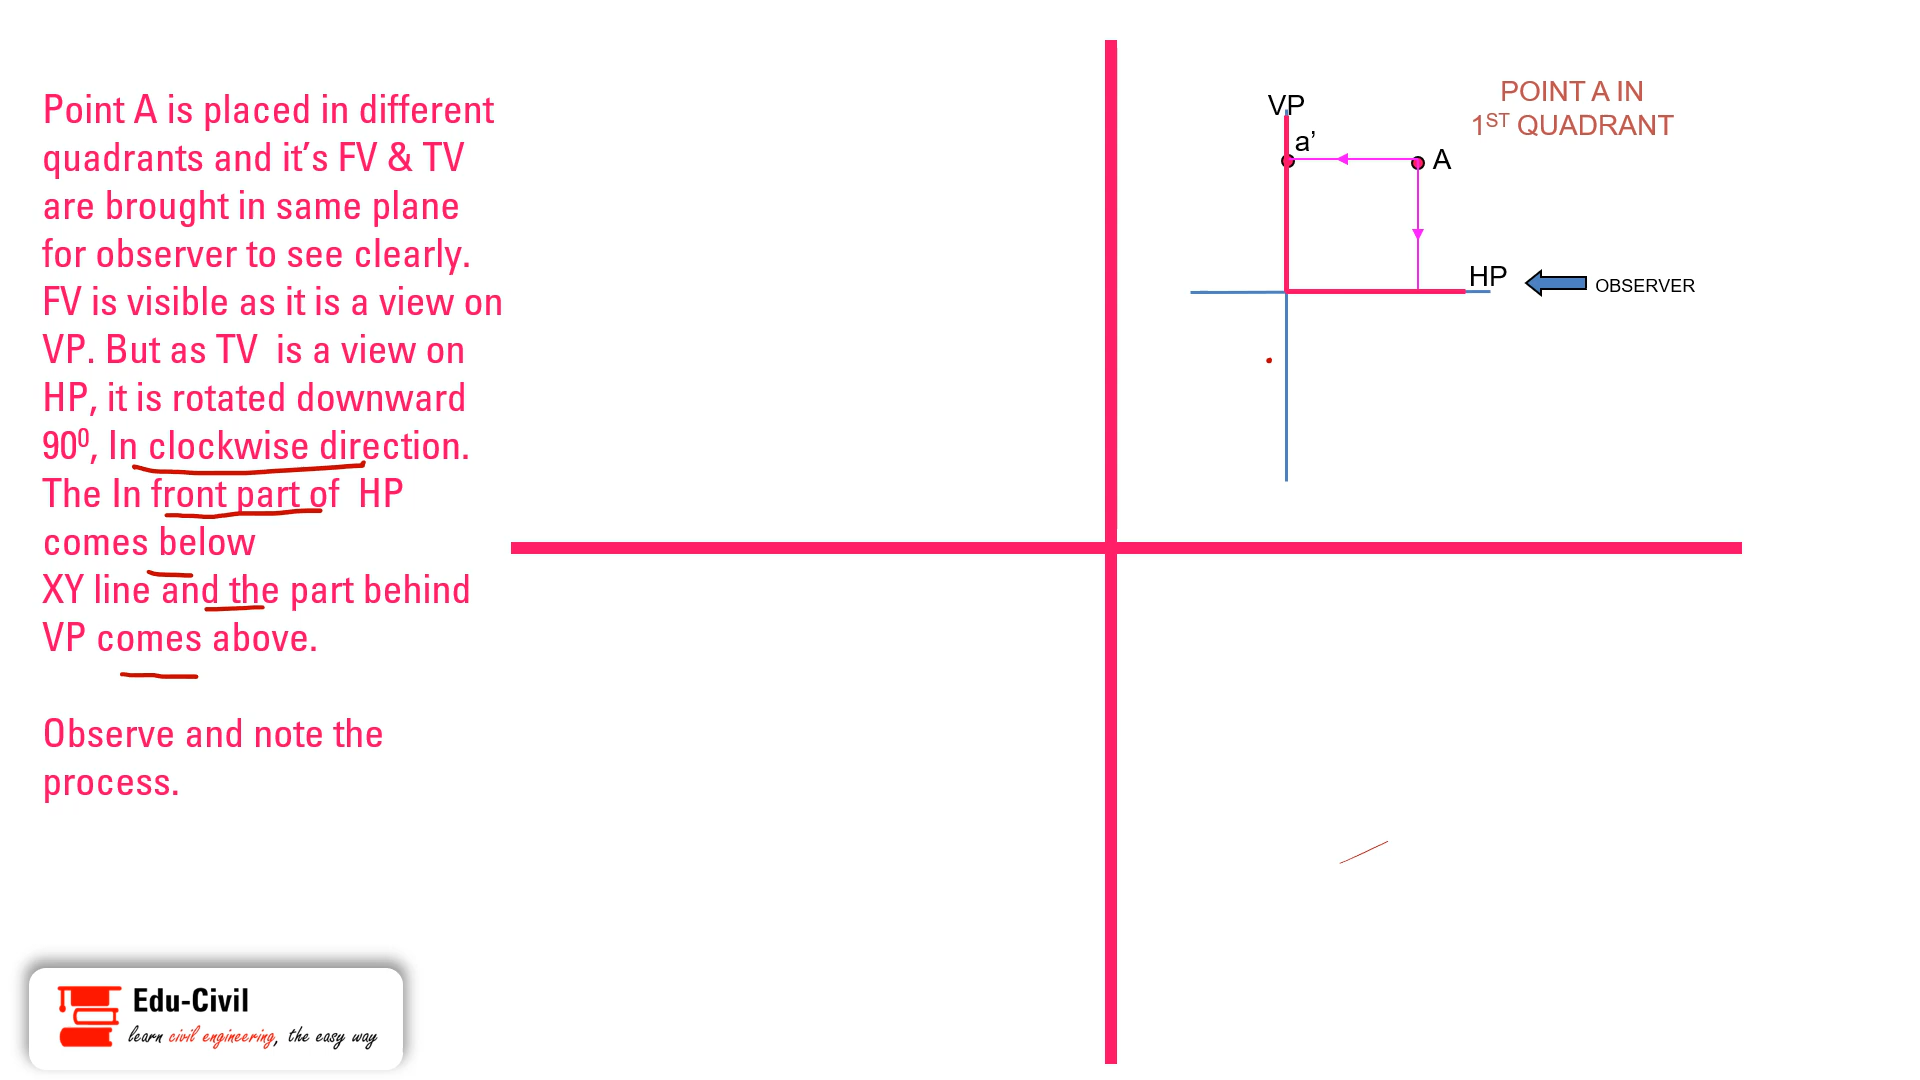 Point A is placed in different
quadrants and it’s FV & TV
are brought in same plane
for observer to see clearly.
FV is visible as it is a view on
VP. But as TV  is a view on
HP, it is rotated downward
90⁰, In clockwise direction.
The In front part of  HP
comes below
XY line and the part behind
VP comes above.
Observe and note the
process.
POINT A IN
1ST QUADRANT
VP
a’
A
HP
OBSERVER
Edu-Civil
learn civil engineering, the easy way